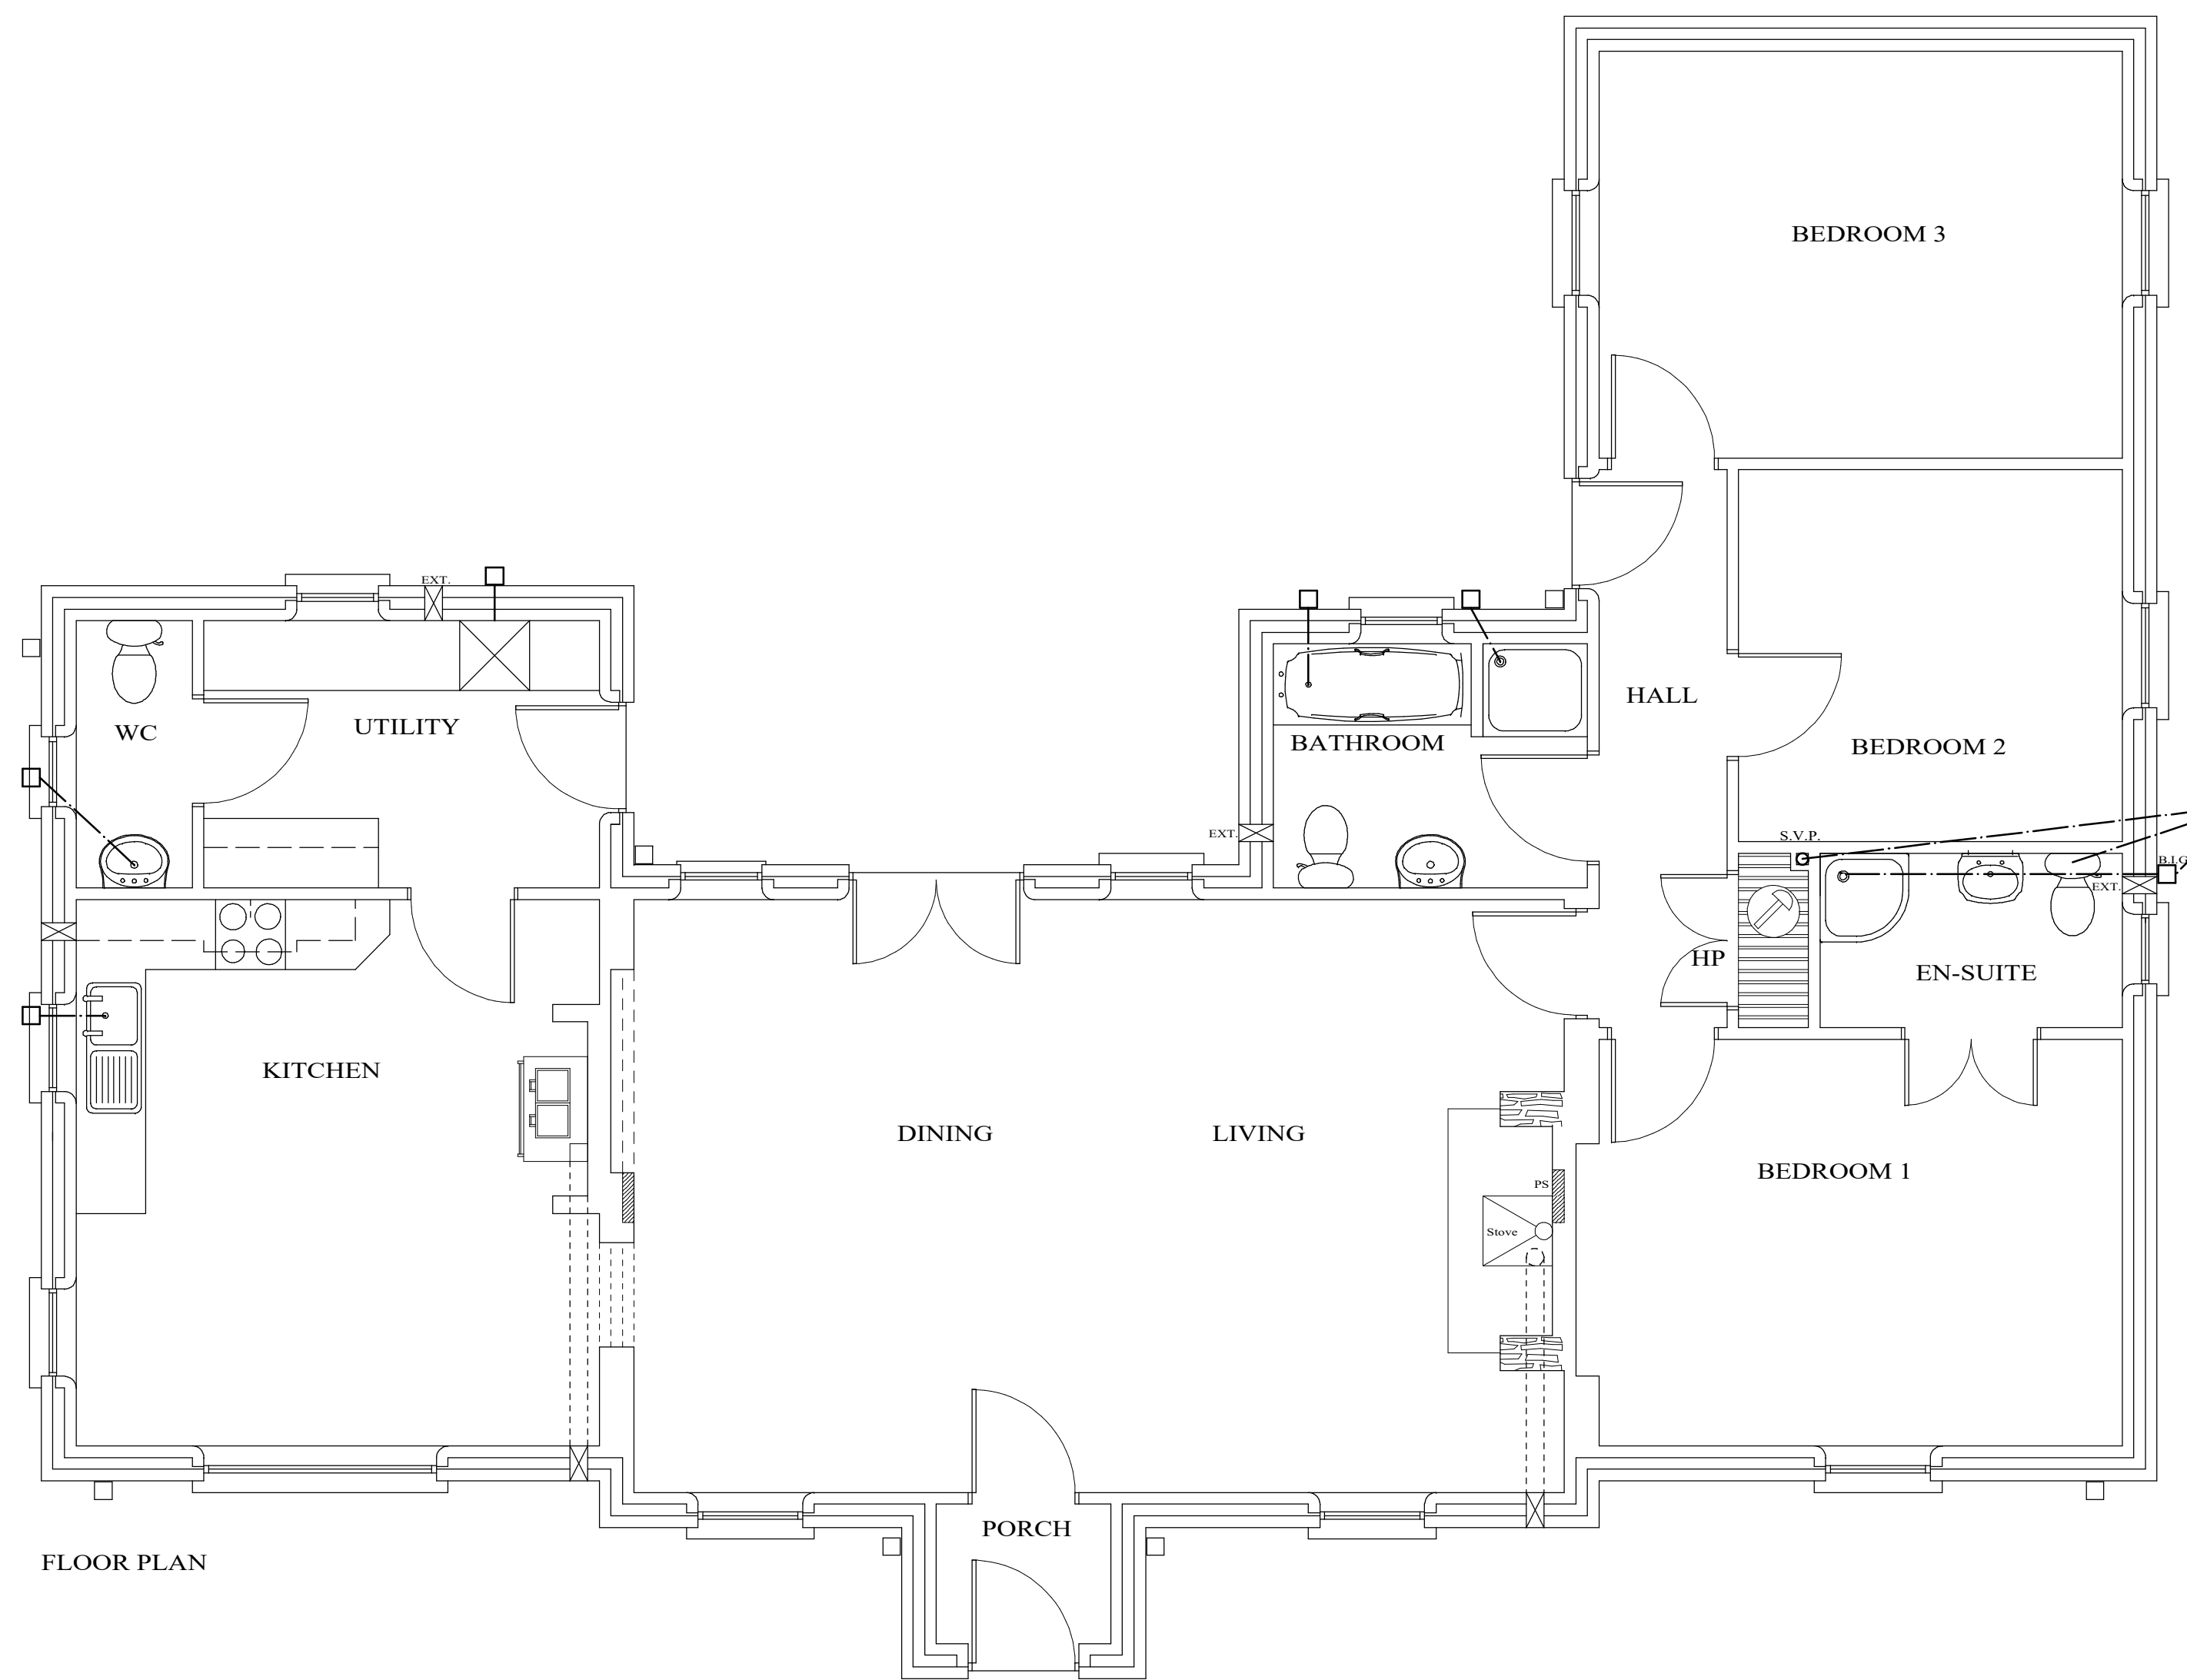 BEDROOM 3
EXT.
HALL
WC
UTILITY
BATHROOM
BEDROOM 2
EXT.
S.V.P.
B.I.G
EXT.
HP
EN-SUITE
KITCHEN
DINING
LIVING
BEDROOM 1
PS
Stove
PORCH
FLOOR PLAN